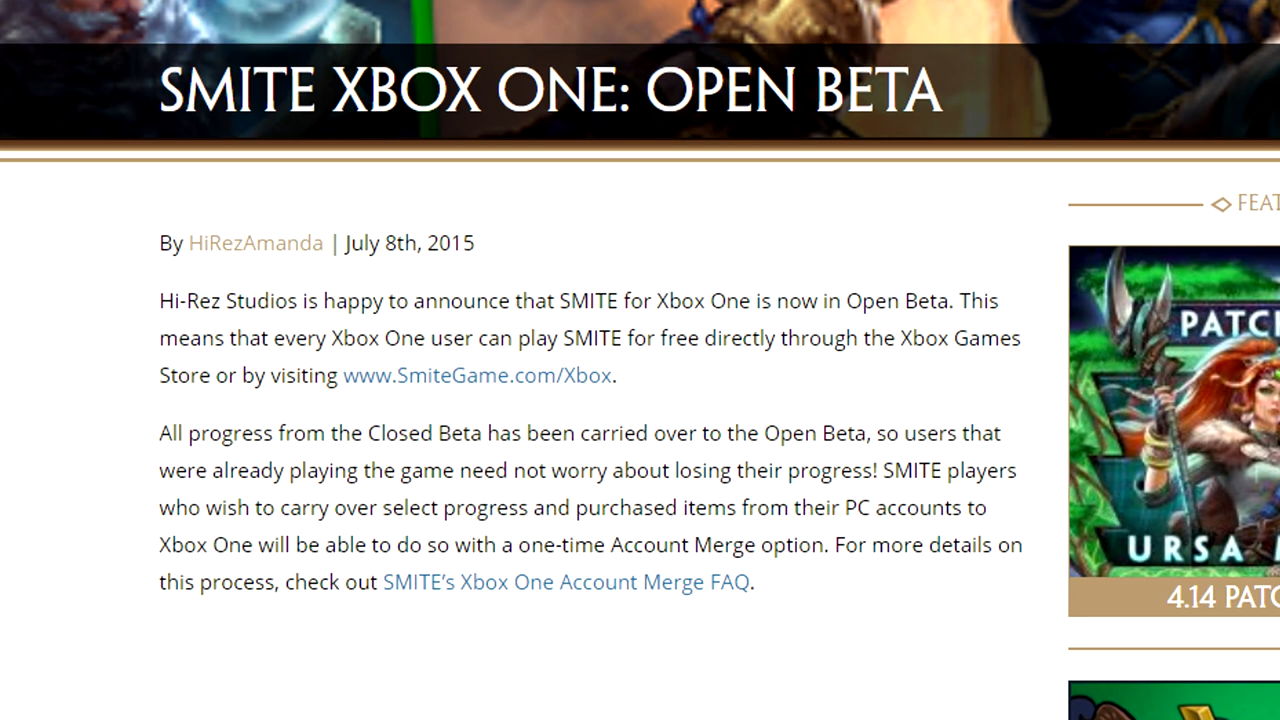 SMITE XBOX ONE: OPEN BETA
By HiRezAmanda | July 8th, 2015
Hi-Rez Studios is happy to announce that SMITE for Xbox One is now in Open Beta. This
means that every Xbox One user can play SMITE for free directly through the Xbox Games
Store or by visiting www.SmiteGame.com/Xbox.
All progress from the Closed Beta has been carried over to the Open Beta, so users that
were already playing the game need not worry about losing their progress! SMITE players
who wish to carry over select progress and purchased items from their PC accounts to
Xbox One will be able to do so with a one-time Account Merge option. For more details on
this process, check out SMITE’s Xbox One Account Merge FAQ.
URSA
4.14